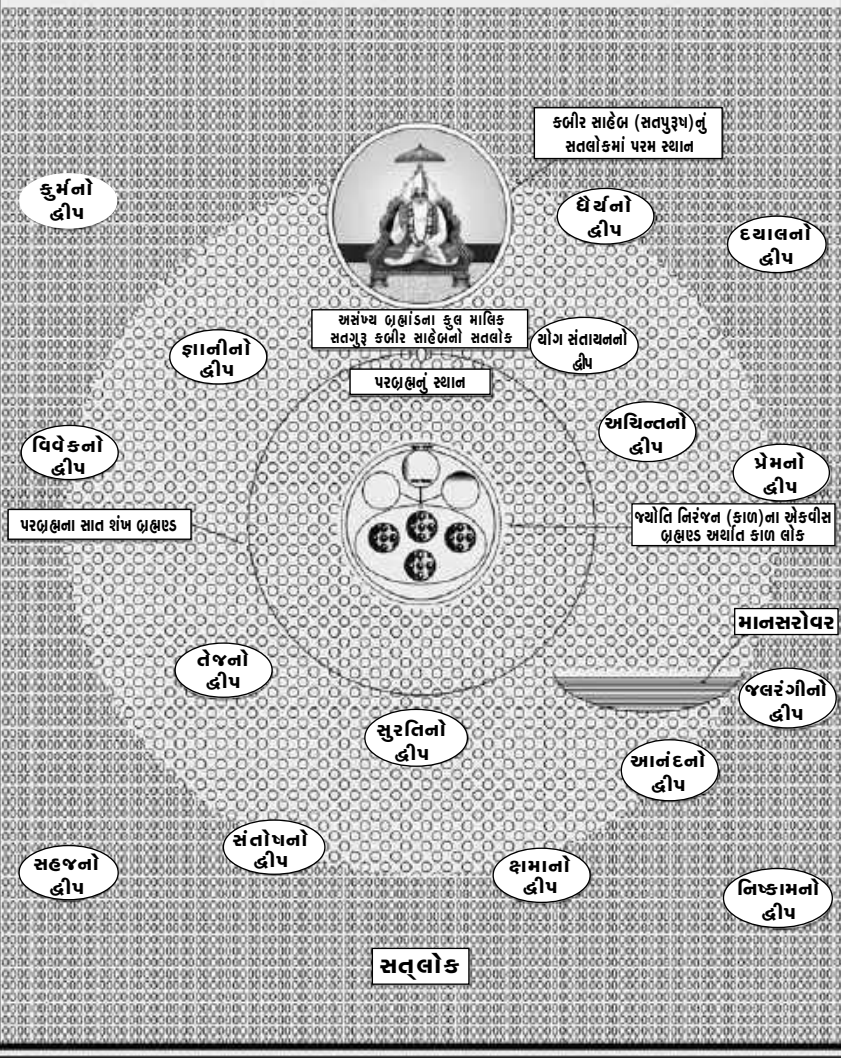 કબીર સાહેબ (સતપુરૂષ)નું
સતલોકમાં પરમ સ્થાન
કુર્મનો
દ્વીપ
ધૈર્યનો
દ્વીપ
દયાલનો
દ્વીપ
અસંખ્ય બ્રહ્માંડના કુલ માલિક
સતગુરૂ કબીર સાહેબનો સતલોક
જ્ઞાનીનો
દ્વીપ
યોગ સંતાયનનો
દ્વીપ
પરબ્રહ્મનું સ્થાન
વિવેકનો
દ્વીપ
અચિન્તનો
દ્વીપ
પ્રેમનો
દ્વીપ
પરબ્રહ્મના સાત શંખ બ્રહ્મણ્ડ
જ્યોતિ નિરંજન (કાળ)ના એકવીસ
બ્રહ્મણ્ડ અર્થાત કાળ લોક
માનસરોવર
તેજનો
દ્વીપ
જલરંગીનો
દ્વીપ
સુરતિનો
દ્વીપ
આનંદનો
દ્વીપ
સંતોષનો
દ્વીપ
સહજનો
દ્વીપ
ક્ષમાનો
દ્વીપ
નિષ્કામનો
દ્વીપ
સત્‌લોક